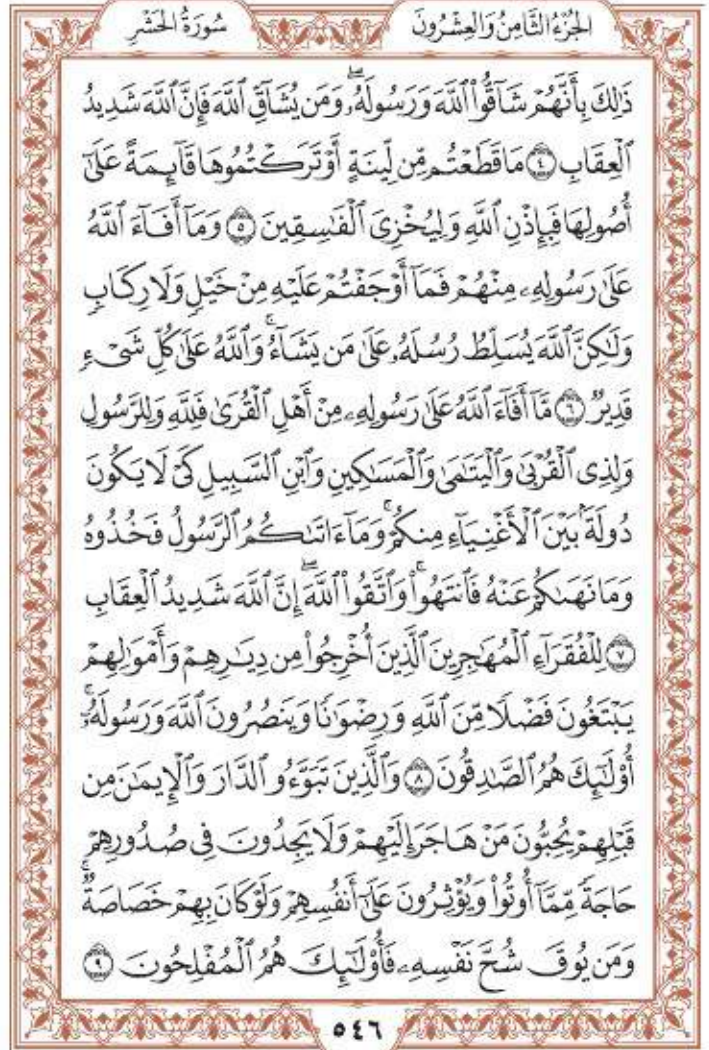 الجُزْءُ الثَّامِنُ وَالعِشْرُونَ سُورَةُ الحَشْرِ
ذَٰلِكَ بِأَنَّهُمْ شَآقُّواْ ٱللَّهَ وَرَسُولَهُۥۖ وَمَن يُشَآقِّ ٱللَّهَ فَإِنَّ ٱللَّهَ شَدِيدُ
ٱلْعِقَابِ ۝٤ مَا قَطَعْتُم مِّن لِّينَةٍ أَوْ تَرَكْتُمُوهَا قَآئِمَةً عَلَىٰٓ
أُصُولِهَا فَبِإِذْنِ ٱللَّهِ وَلِيُخْزِىَ ٱلْفَٰسِقِينَ ۝٥ وَمَآ أَفَآءَ ٱللَّهُ
عَلَىٰ رَسُولِهِۦ مِنْهُمْ فَمَآ أَوْجَفْتُمْ عَلَيْهِ مِنْ خَيْلٍ وَلَا رِكَابٍ
وَلَٰكِنَّ ٱللَّهَ يُسَلِّطُ رُسُلَهُۥ عَلَىٰ مَن يَشَآءُۚ وَٱللَّهُ عَلَىٰ كُلِّ شَىْءٍ
قَدِيرٌ ۝٦ مَّآ أَفَآءَ ٱللَّهُ عَلَىٰ رَسُولِهِۦ مِنْ أَهْلِ ٱلْقُرَىٰ فَلِلَّهِ وَلِلرَّسُولِ
وَلِذِى ٱلْقُرْبَىٰ وَٱلْيَتَٰمَىٰ وَٱلْمَسَٰكِينِ وَٱبْنِ ٱلسَّبِيلِ كَىْ لَا يَكُونَ
دُولَةًۢ بَيْنَ ٱلْأَغْنِيَآءِ مِنكُمْۚ وَمَآ ءَاتَىٰكُمُ ٱلرَّسُولُ فَخُذُوهُ
وَمَا نَهَىٰكُمْ عَنْهُ فَٱنتَهُواْۚ وَٱتَّقُواْ ٱللَّهَۖ إِنَّ ٱللَّهَ شَدِيدُ ٱلْعِقَابِ
۝٧ لِلْفُقَرَآءِ ٱلْمُهَٰجِرِينَ ٱلَّذِينَ أُخْرِجُواْ مِن دِيَٰرِهِمْ وَأَمْوَٰلِهِمْ
يَبْتَغُونَ فَضْلًا مِّنَ ٱللَّهِ وَرِضْوَٰنًا وَيَنصُرُونَ ٱللَّهَ وَرَسُولَهُۥٓۚ
أُوْلَٰٓئِكَ هُمُ ٱلصَّٰدِقُونَ ۝٨ وَٱلَّذِينَ تَبَوَّءُو ٱلدَّارَ وَٱلْإِيمَٰنَ مِن
قَبْلِهِمْ يُحِبُّونَ مَنْ هَاجَرَ إِلَيْهِمْ وَلَا يَجِدُونَ فِى صُدُورِهِمْ
حَاجَةً مِّمَّآ أُوتُواْ وَيُؤْثِرُونَ عَلَىٰٓ أَنفُسِهِمْ وَلَوْ كَانَ بِهِمْ خَصَاصَةٌۚ
وَمَن يُوقَ شُحَّ نَفْسِهِۦ فَأُوْلَٰٓئِكَ هُمُ ٱلْمُفْلِحُونَ ۝٩
٥٤٦